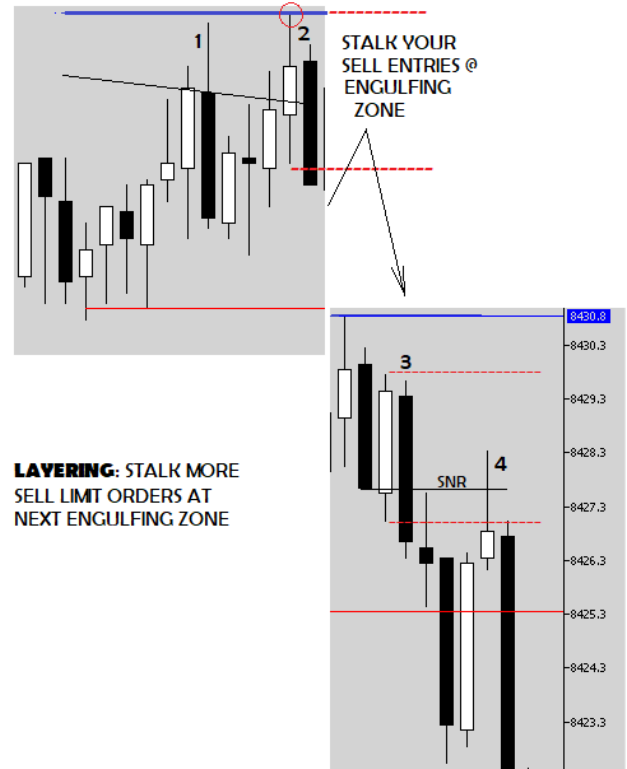 1
2
STALK YOUR
SELL ENTRIES @
ENGULFING
ZONE
8430.8
8430.3
3
8429.3
LAYERING: STALK MORE
SELL LIMIT ORDERS AT
NEXT ENGULFING ZONE
8428.3
4
SNR
8427.3
8426.3
8425.3
8424.3
8423.3